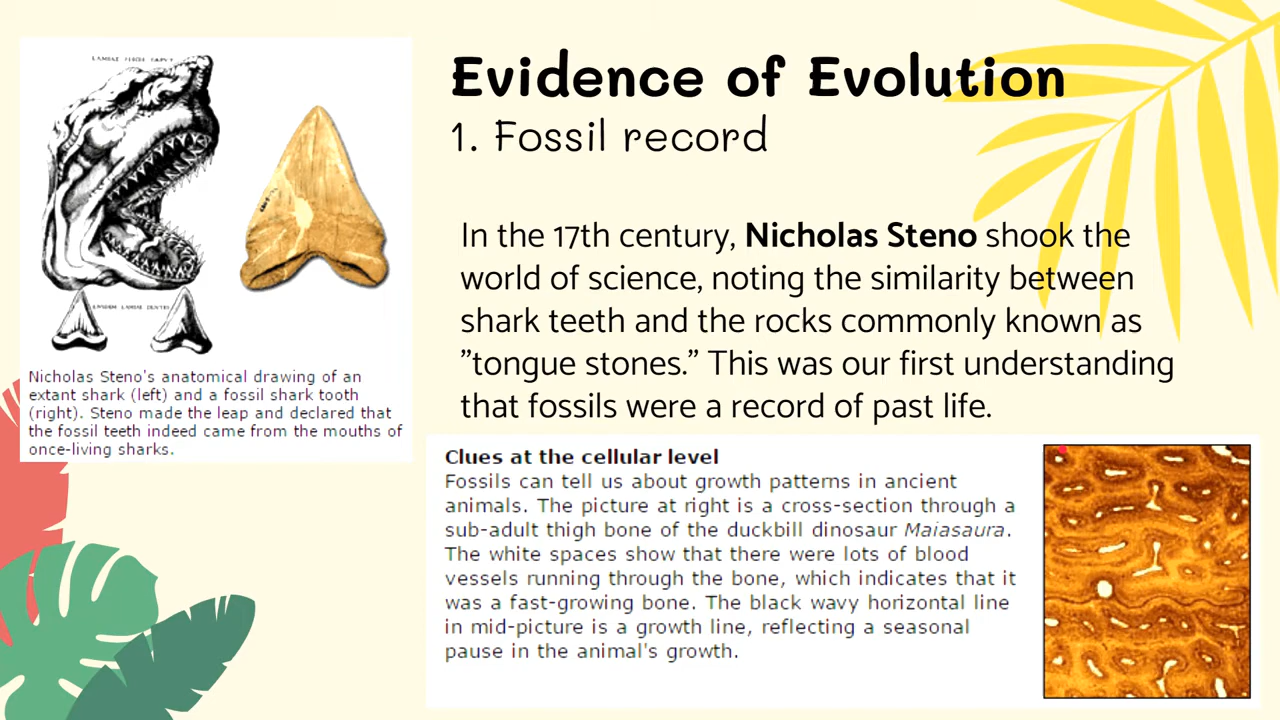 Evidence of Evolution
1. Fossil record
In the 17th century, Nicholas Steno shook the
world of science, noting the similarity between
shark teeth and the rocks commonly known as
"tongue stones." This was our first understanding
that fossils were a record of past life.
Nicholas Steno's anatomical drawing of an
extant shark (left) and a fossil shark tooth
(right). Steno made the leap and declared that
the fossil teeth indeed came from the mouths of
once-living sharks.
Clues at the cellular level
Fossils can tell us about growth patterns in ancient
animals. The picture at right is a cross-section through a
sub-adult thigh bone of the duckbill dinosaur Maiasaura.
The white spaces show that there were lots of blood
vessels running through the bone, which indicates that it
was a fast-growing bone. The black wavy horizontal line
in mid-picture is a growth line, reflecting a seasonal
pause in the animal's growth.